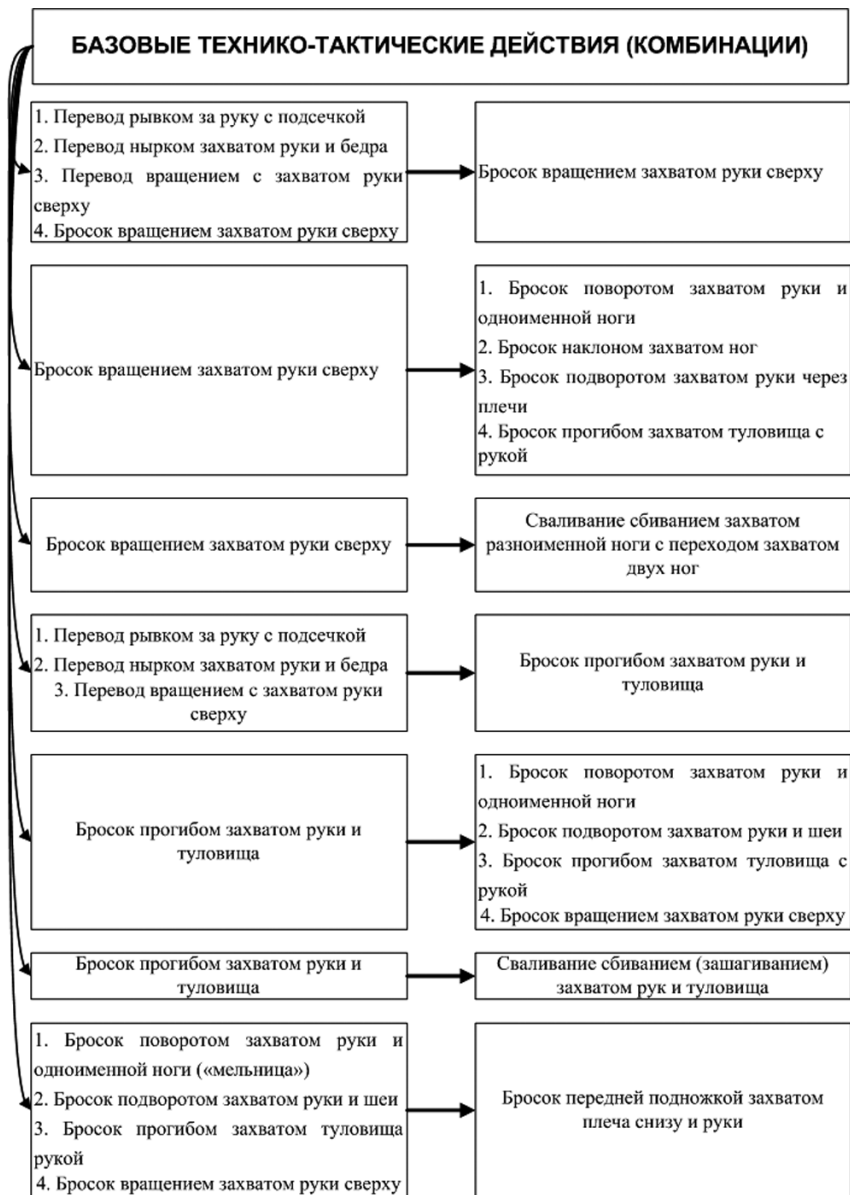 БАЗОВЫЕ ТЕХНИКО-ТАКТИЧЕСКИЕ ДЕЙСТВИЯ (КОМБИНАЦИИ)
1. Перевод рывком за руку с подсечкой
2. Перевод нырком захватом руки и бедра
3. Перевод вращением с захватом руки
сверху
4. Бросок вращением захватом руки сверху
Бросок вращением захватом руки сверху
Бросок вращением захватом руки сверху
1. Бросок поворотом захватом руки и
одноименной ноги
2. Бросок наклоном захватом ног
3. Бросок подворотом захватом руки через
плечи
4. Бросок прогибом захватом туловища с
рукой
Бросок вращением захватом руки сверху
Сваливание сбиванием захватом
разноименной ноги с переходом захватом
двух ног
1. Перевод рывком за руку с подсечкой
2. Перевод нырком захватом руки и бедра
3. Перевод вращением с захватом руки
сверху
Бросок прогибом захватом руки и
туловища
Бросок прогибом захватом руки и
туловища
1. Бросок поворотом захватом руки и
одноименной ноги
2. Бросок подворотом захватом руки и шеи
3. Бросок прогибом захватом туловища с
рукой
4. Бросок вращением захватом руки сверху
Бросок прогибом захватом руки и
туловища
Сваливание сбиванием (зашагиванием)
захватом рук и туловища
1. Бросок поворотом захватом руки и
одноименной ноги («мельница»)
2. Бросок подворотом захватом руки и шеи
3. Бросок прогибом захватом туловища
рукой
4. Бросок вращением захватом руки сверху
Бросок передней подножкой захватом
плеча снизу и руки